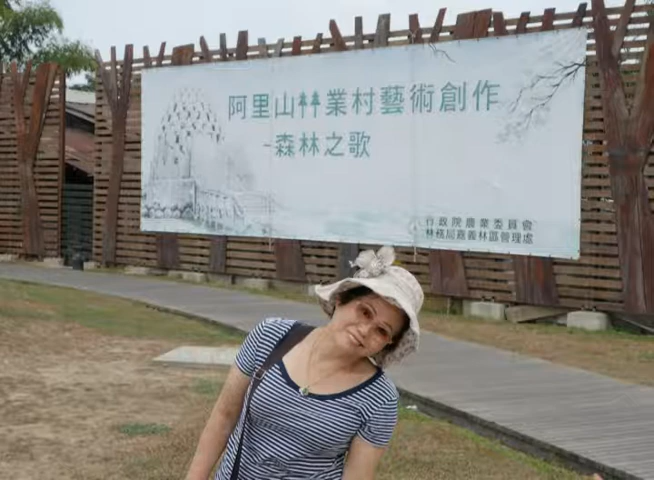 阿里山林業村藝術創作
-森林之歌
行政院農業委員會
林務局嘉義林區管理處